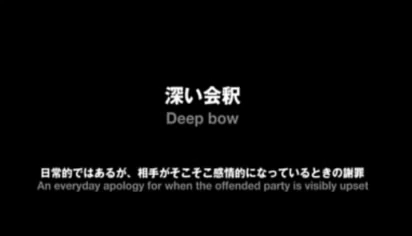 深い会釈
Deep bow
日常的ではあるが、相手がそこそこ感情的になっているときの謝罪
An everyday apology for when the offended party is visibly upset